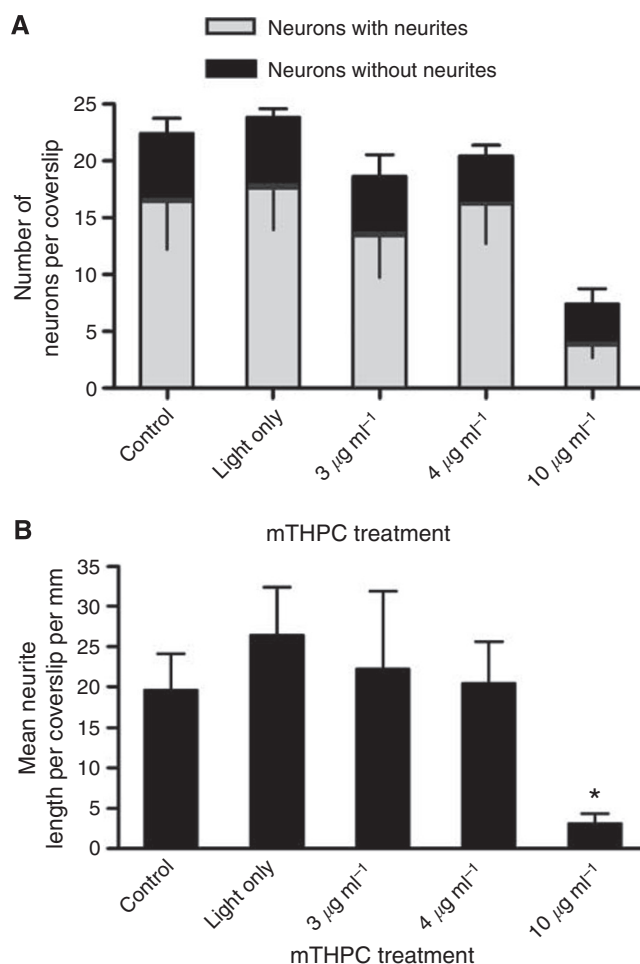 A
Neurons with neurites
Neurons without neurites
Number of
neurons per coverslip
25
20
15
10
5
0
Control
Light only
3 µg ml⁻¹
4 µg ml⁻¹
10 µg ml⁻¹
mTHPC treatment
B
Mean neurite
length per coverslip per mm
35
30
25
20
15
10
5
0
*
Control
Light only
3 µg ml⁻¹
4 µg ml⁻¹
10 µg ml⁻¹
mTHPC treatment